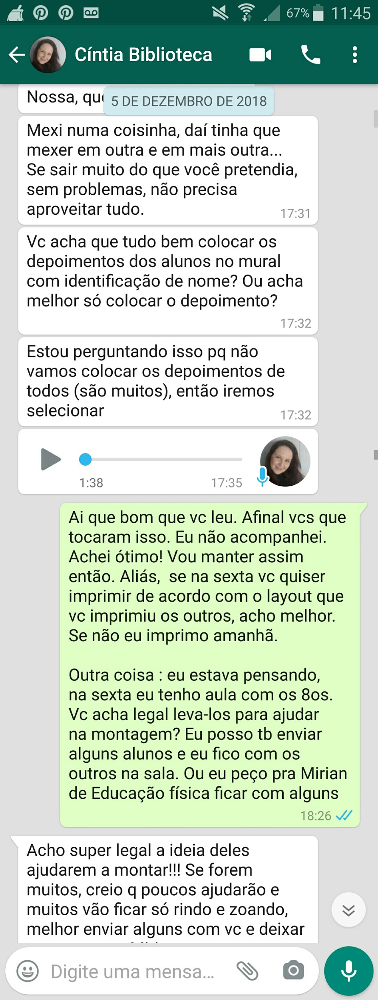 67% 11:45
Cíntia Biblioteca
Nossa, que
5 DE DEZEMBRO DE 2018
Mexi numa coisinha, daí tinha que
mexer em outra e em mais outra...
Se sair muito do que você pretendia,
sem problemas, não precisa
aproveitar tudo.
17:31
Vc acha que tudo bem colocar os
depoimentos dos alunos no mural
com identificação de nome? Ou acha
melhor só colocar o depoimento?
17:32
Estou perguntando isso pq não
vamos colocar os depoimentos de
todos (são muitos), então iremos
selecionar
17:32
1:38 17:35
Ai que bom que vc leu. Afinal vcs que
tocaram isso. Eu não acompanhei.
Achei ótimo! Vou manter assim
então. Aliás,  se na sexta vc quiser
imprimir de acordo com o layout que
vc imprimiu os outros, acho melhor.
Se não eu imprimo amanhã.
Outra coisa : eu estava pensando,
na sexta eu tenho aula com os 8os.
Vc acha legal leva-los para ajudar
na montagem? Eu posso tb enviar
alguns alunos e eu fico com os
outros na sala. Ou eu peço pra Mirian
de Educação física ficar com alguns
18:26
Acho super legal a ideia deles
ajudarem a montar!!! Se forem
muitos, creio q poucos ajudarão e
muitos vão ficar só rindo e zoando,
melhor enviar alguns com vc e deixar
Digite uma mensa...